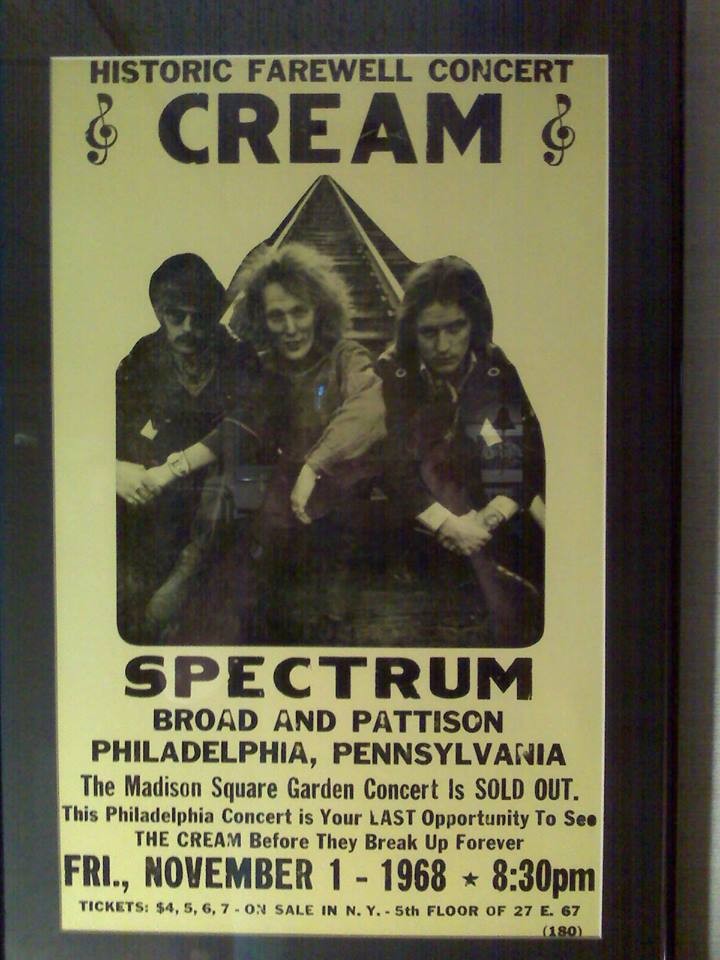 HISTORIC FAREWELL CONCERT
CREAM
SPECTRUM
BROAD AND PATTISON
PHILADELPHIA, PENNSYLVANIA
The Madison Square Garden Concert Is SOLD OUT.
This Philadelphia Concert is Your LAST Opportunity To See
THE CREAM Before They Break Up Forever
FRI., NOVEMBER 1 - 1968 ★ 8:30pm
TICKETS: $4, 5, 6, 7 - ON SALE IN N. Y. - 5th FLOOR OF 27 E. 67
(180)